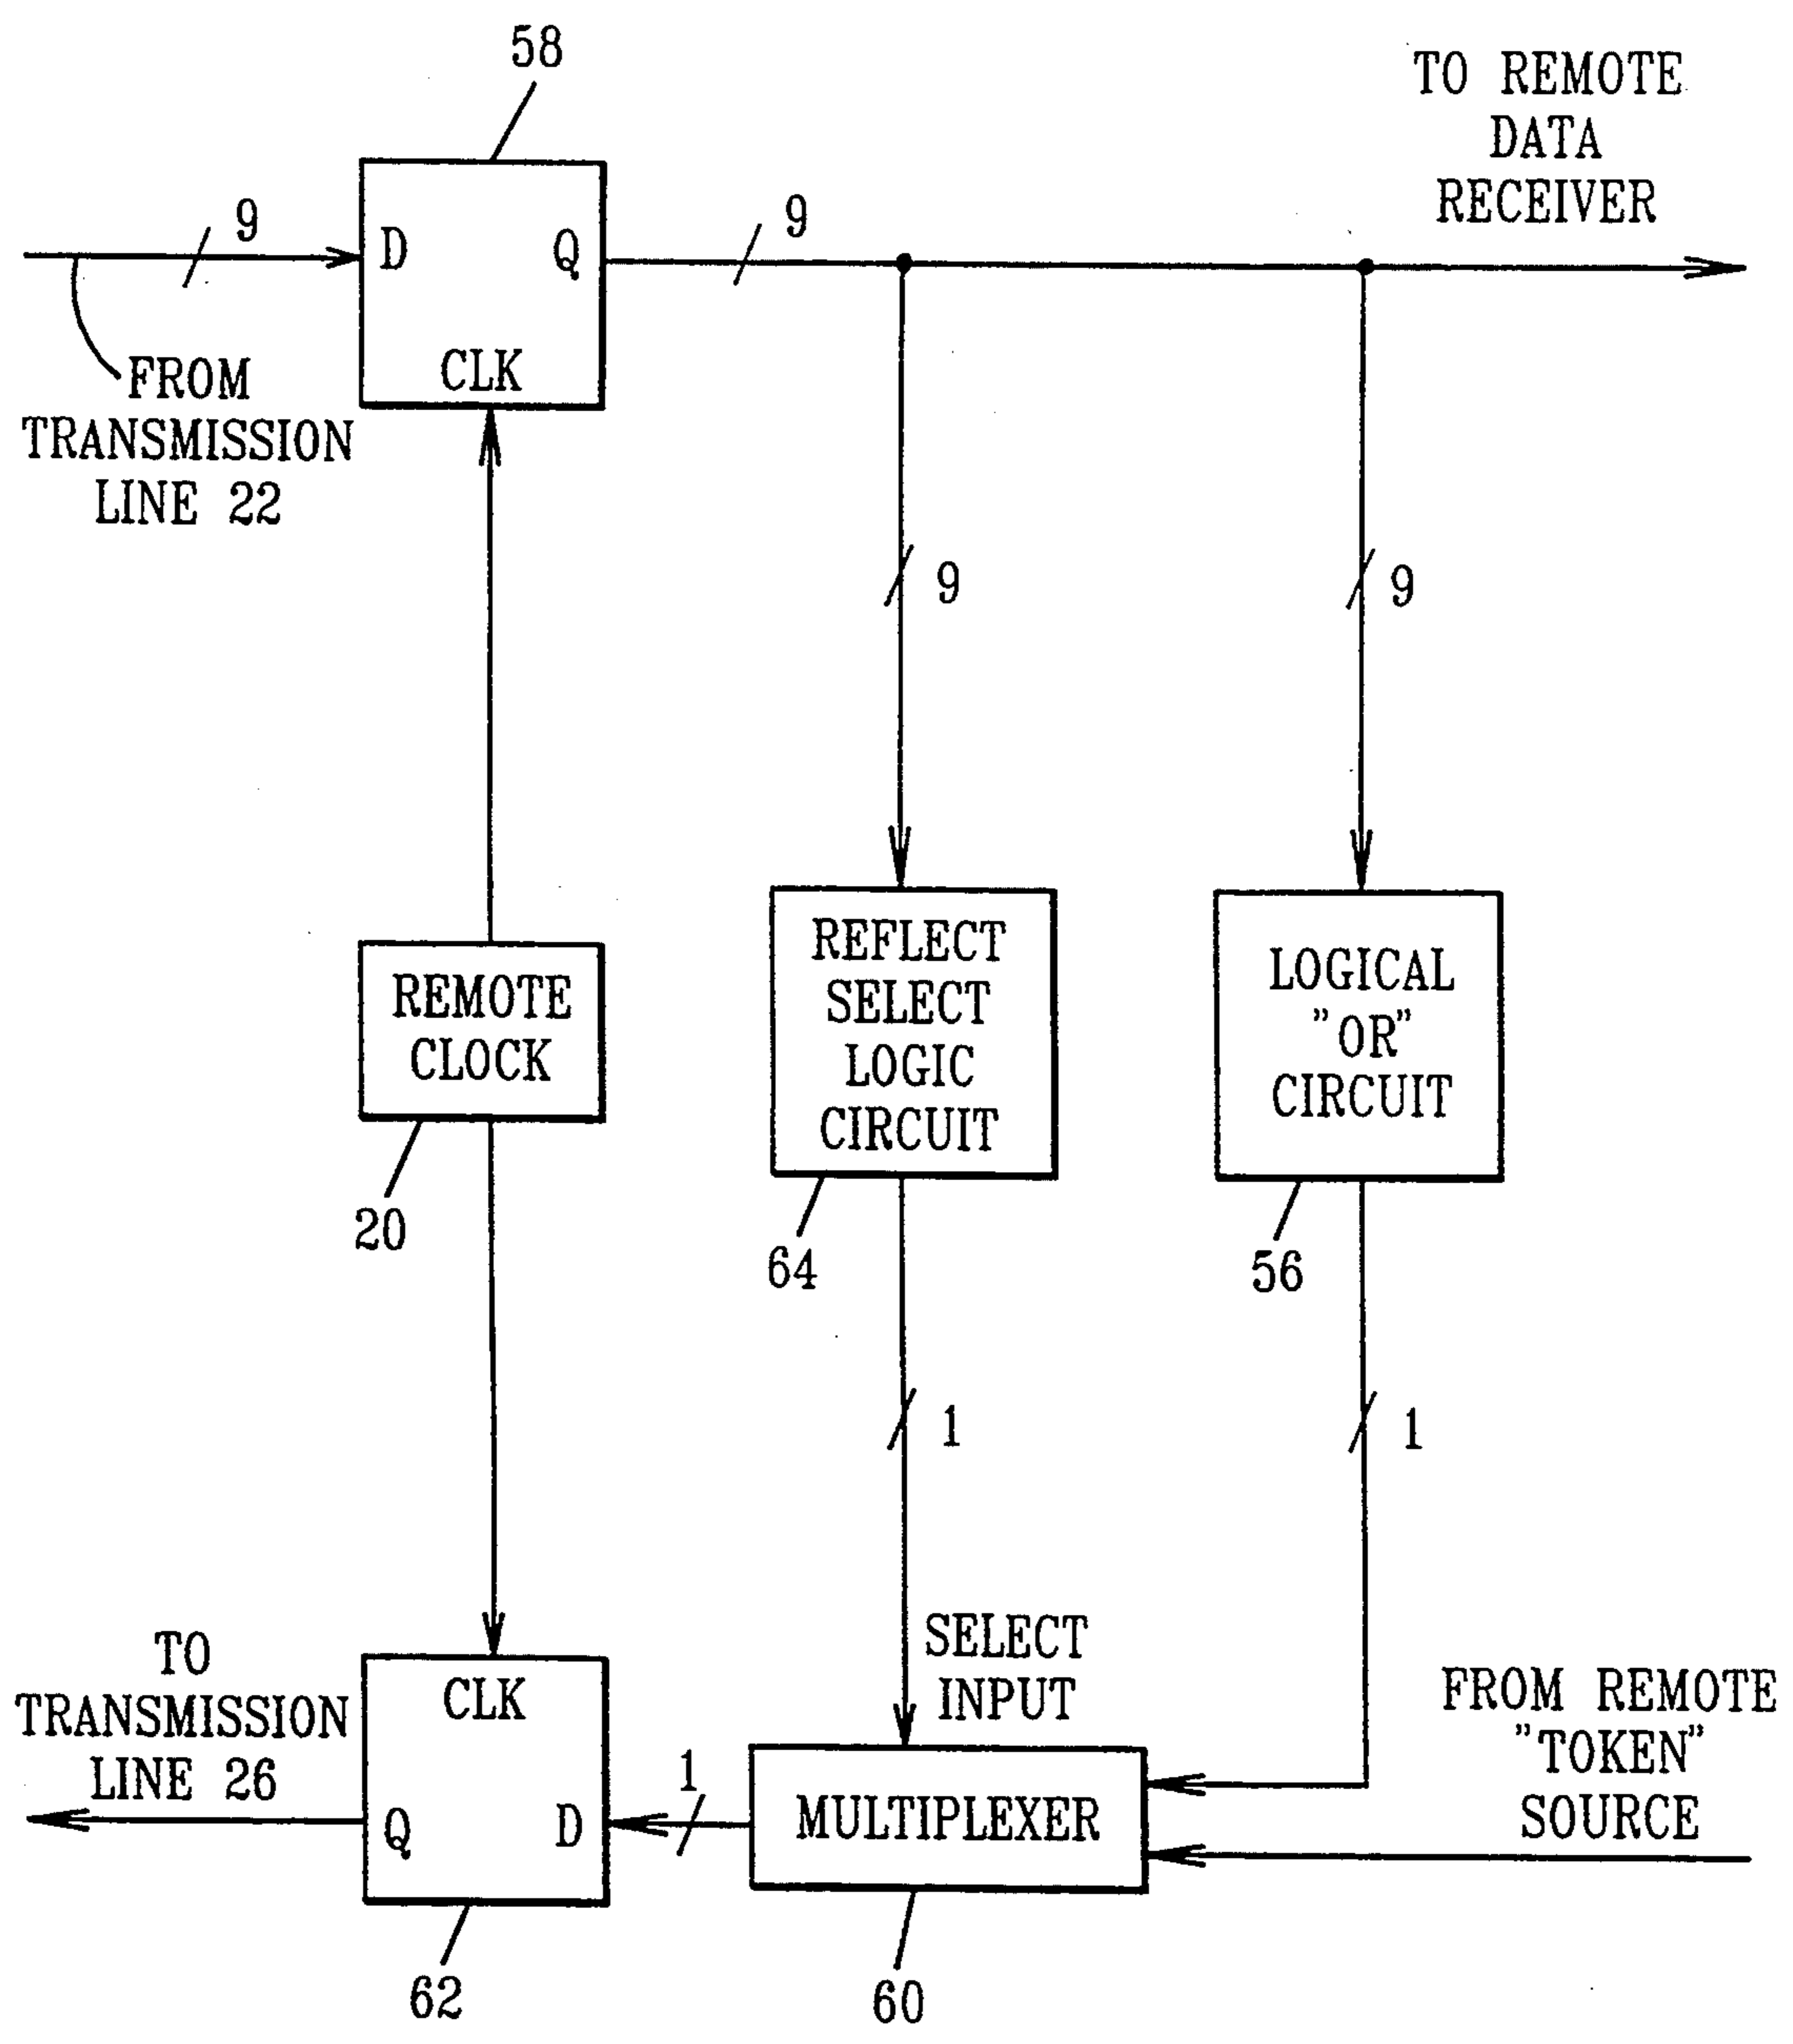 58
TO REMOTE
DATA
RECEIVER
9
9
D
Q
CLK
FROM
TRANSMISSION
LINE 22
9
9
REMOTE
CLOCK
20
REFLECT
SELECT
LOGIC
CIRCUIT
64
LOGICAL
"OR"
CIRCUIT
56
1
1
SELECT
INPUT
TO
TRANSMISSION
LINE 26
CLK
Q
D
62
1
MULTIPLEXER
60
FROM REMOTE
"TOKEN"
SOURCE